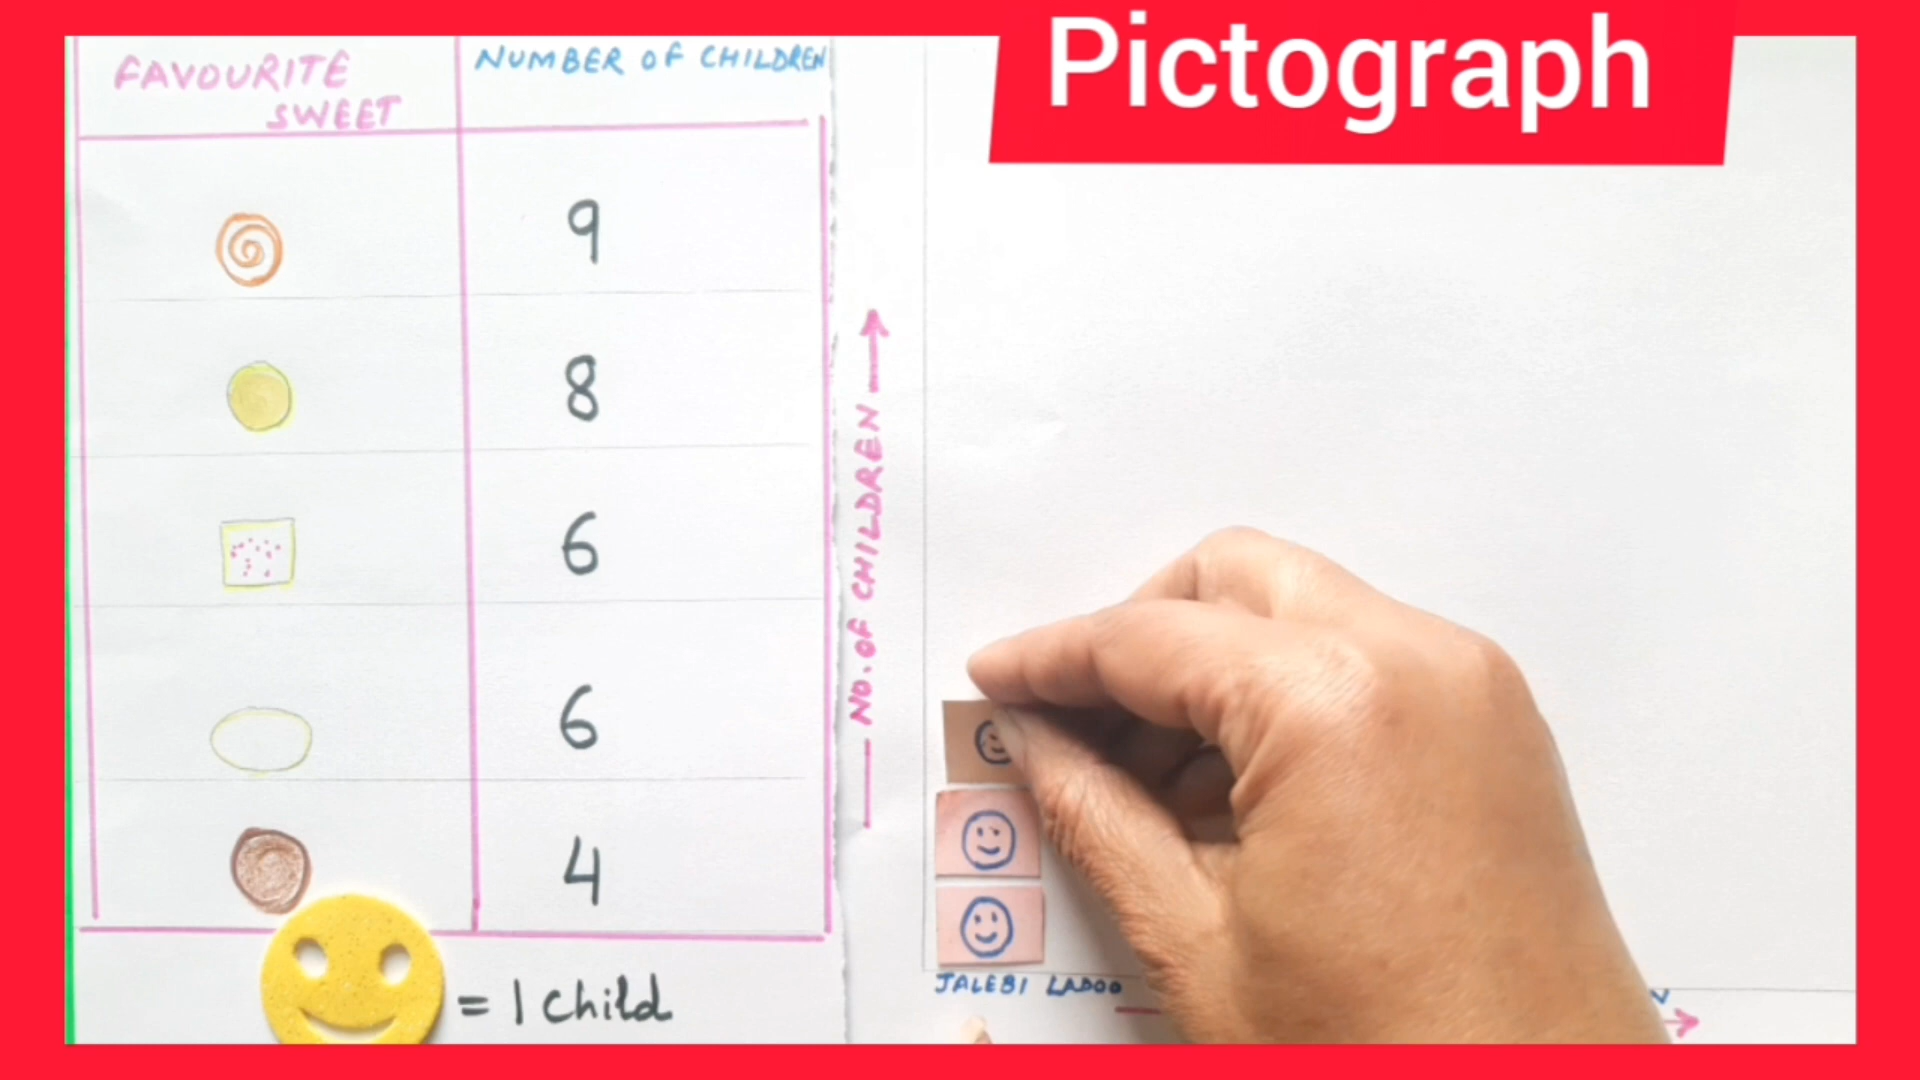 Pictograph
FAVOURITE
SWEET
NUMBER OF CHILDREN
9
8
6
6
4
= 1 child
NO. OF CHILDREN
JALEBI LADOO